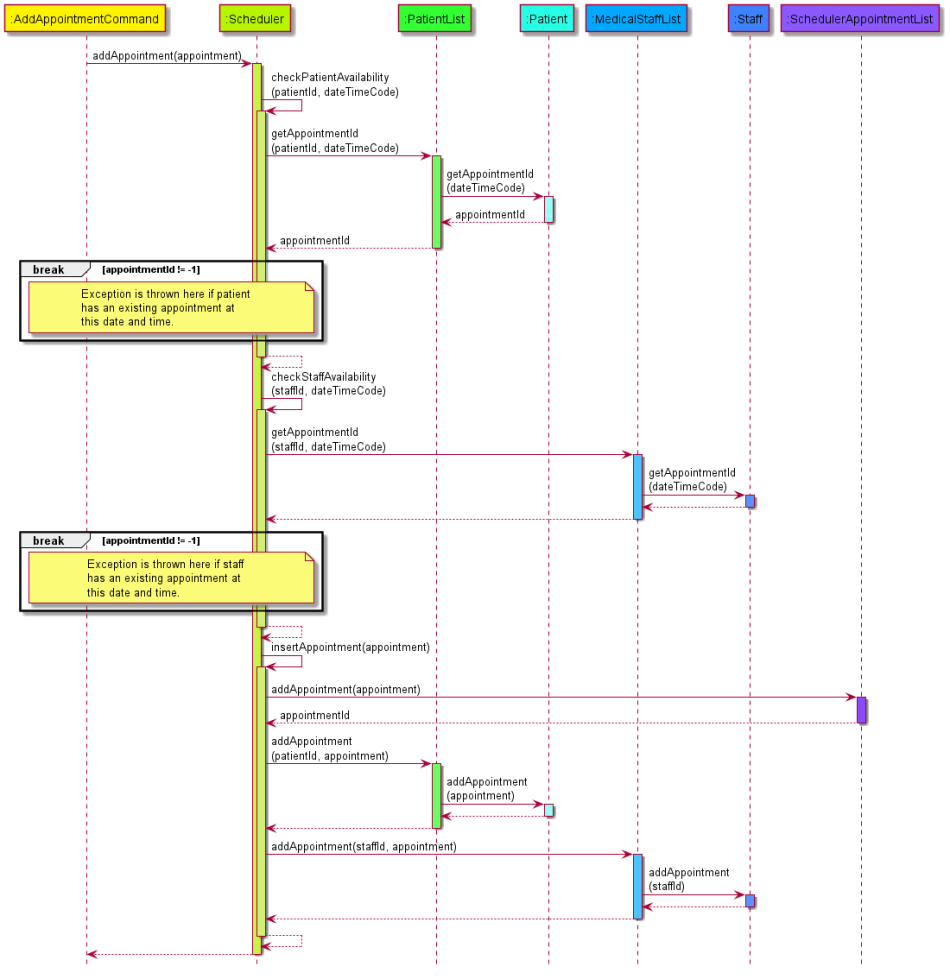 :AddAppointmentCommand
:Scheduler
:PatientList
:Patient
:MedicalStaffList
:Staff
:SchedulerAppointmentList
addAppointment(appointment)
checkPatientAvailability
(patientId, dateTimeCode)
getAppointmentId
(patientId, dateTimeCode)
getAppointmentId
(dateTimeCode)
appointmentId
appointmentId
break
[appointmentId != -1]
Exception is thrown here if patient
has an existing appointment at
this date and time.
checkStaffAvailability
(staffId, dateTimeCode)
getAppointmentId
(staffId, dateTimeCode)
getAppointmentId
(dateTimeCode)
break
[appointmentId != -1]
Exception is thrown here if staff
has an existing appointment at
this date and time.
insertAppointment(appointment)
addAppointment(appointment)
appointmentId
addAppointment
(patientId, appointment)
addAppointment
(appointment)
addAppointment(staffId, appointment)
addAppointment
(staffId)